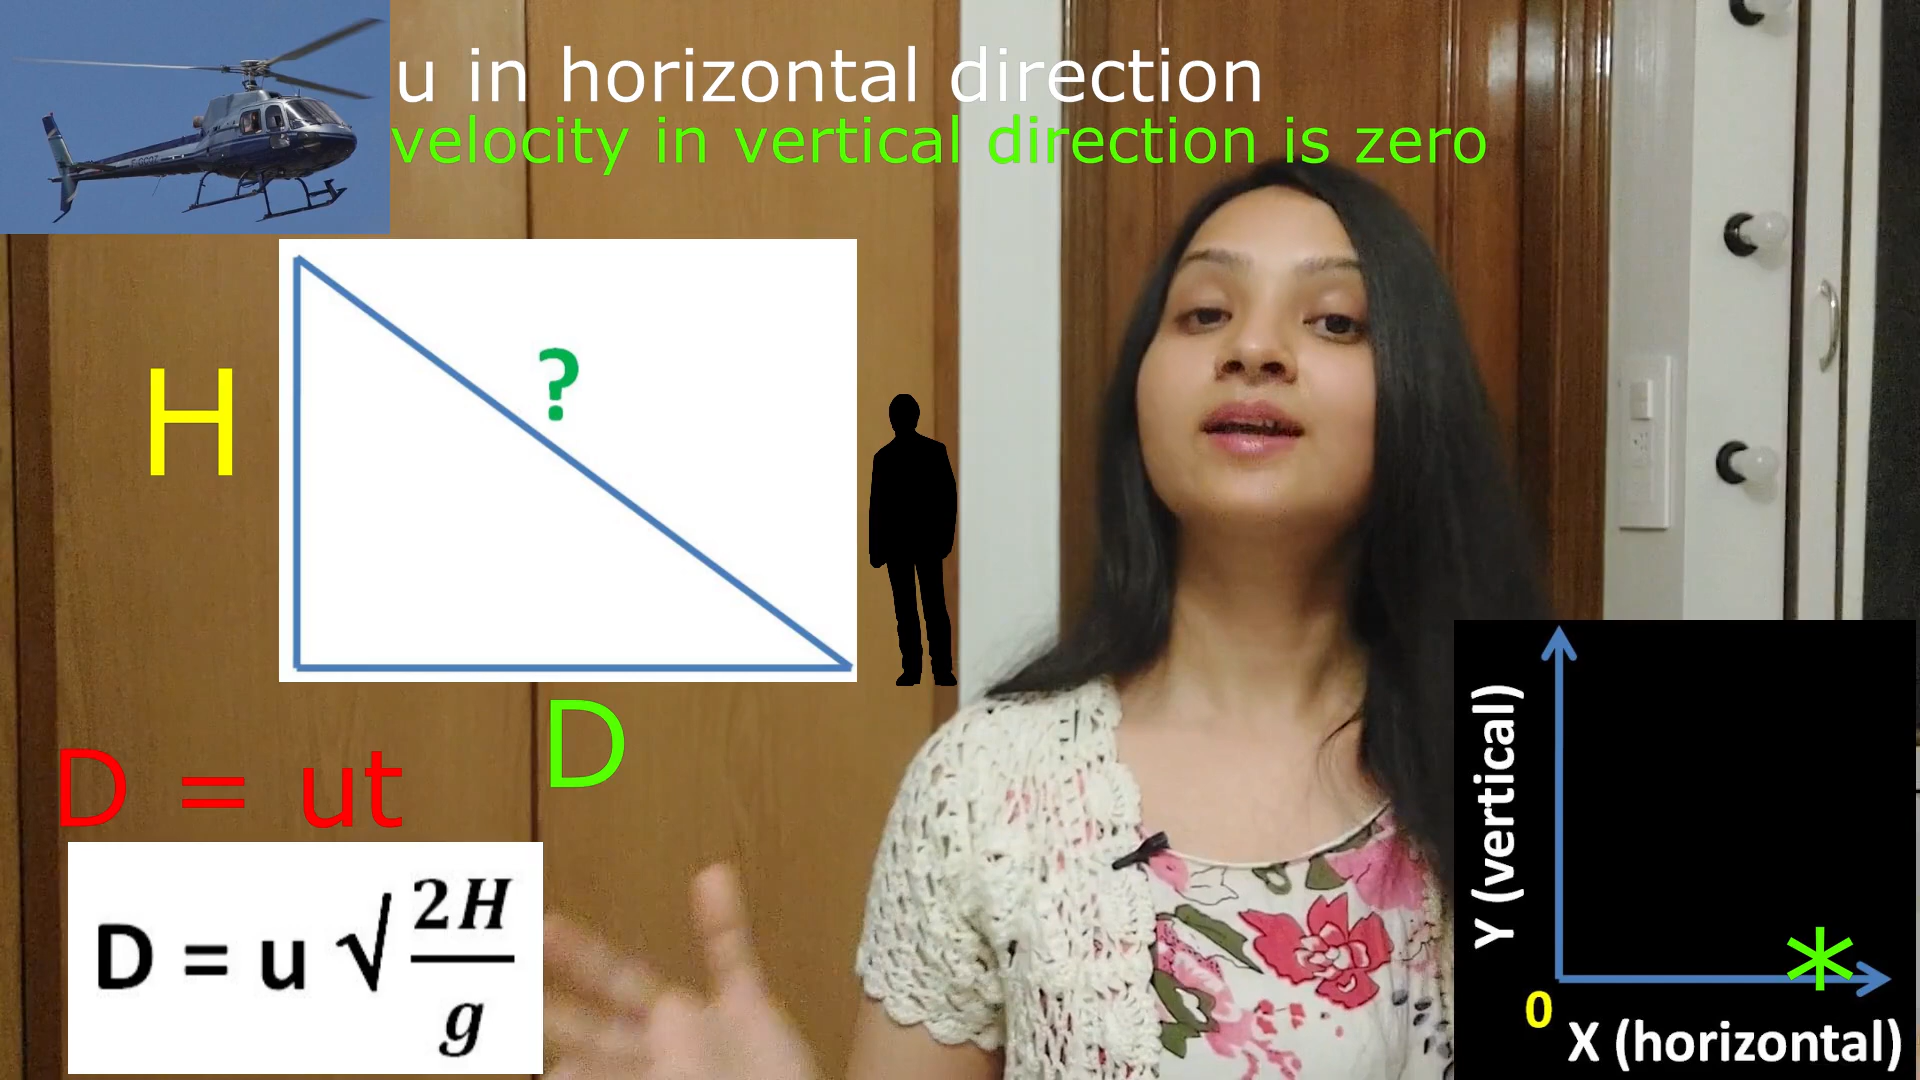 u in horizontal direction
velocity in vertical direction is zero
H
?
D
D = ut
D = u √ 2H
g
Y (vertical)
0
X (horizontal)